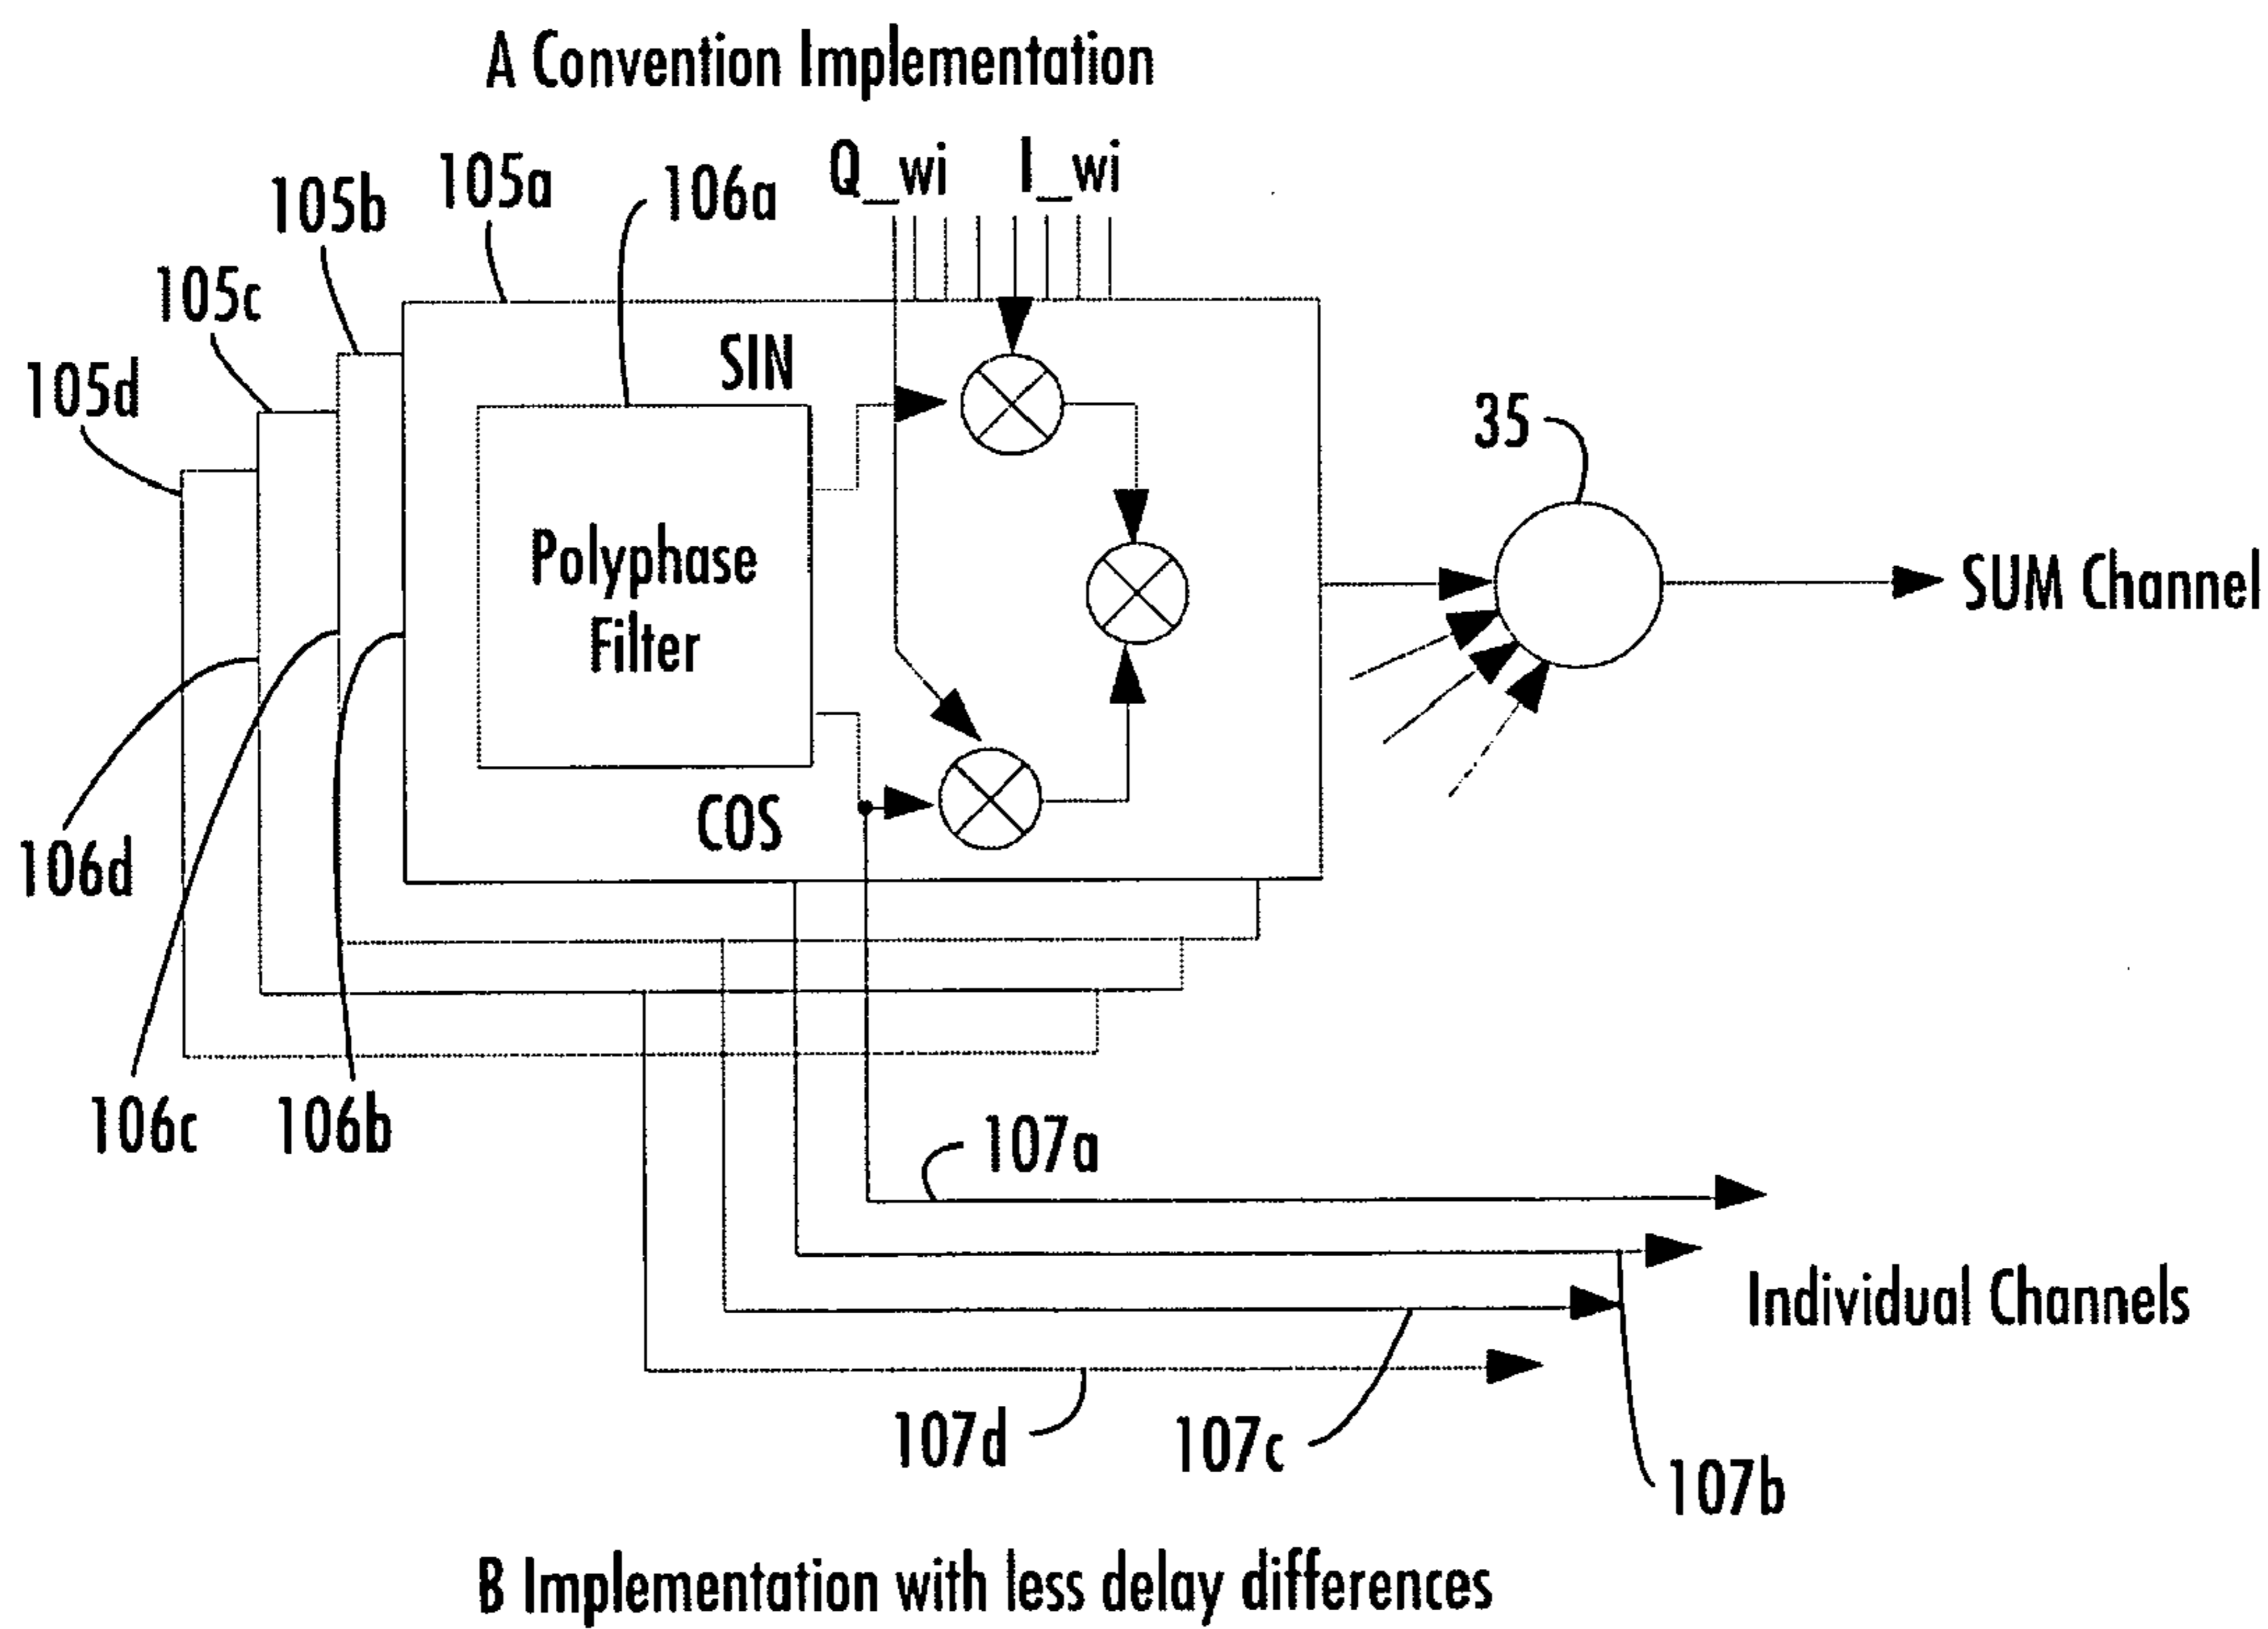 A Convention Implementation
Q_wi I_wi
105a
106a
105b
105c
105d
SIN
35
Polyphase
Filter
SUM Channel
COS
106d
106c
106b
107a
Individual Channels
107d
107c
107b
B Implementation with less delay differences